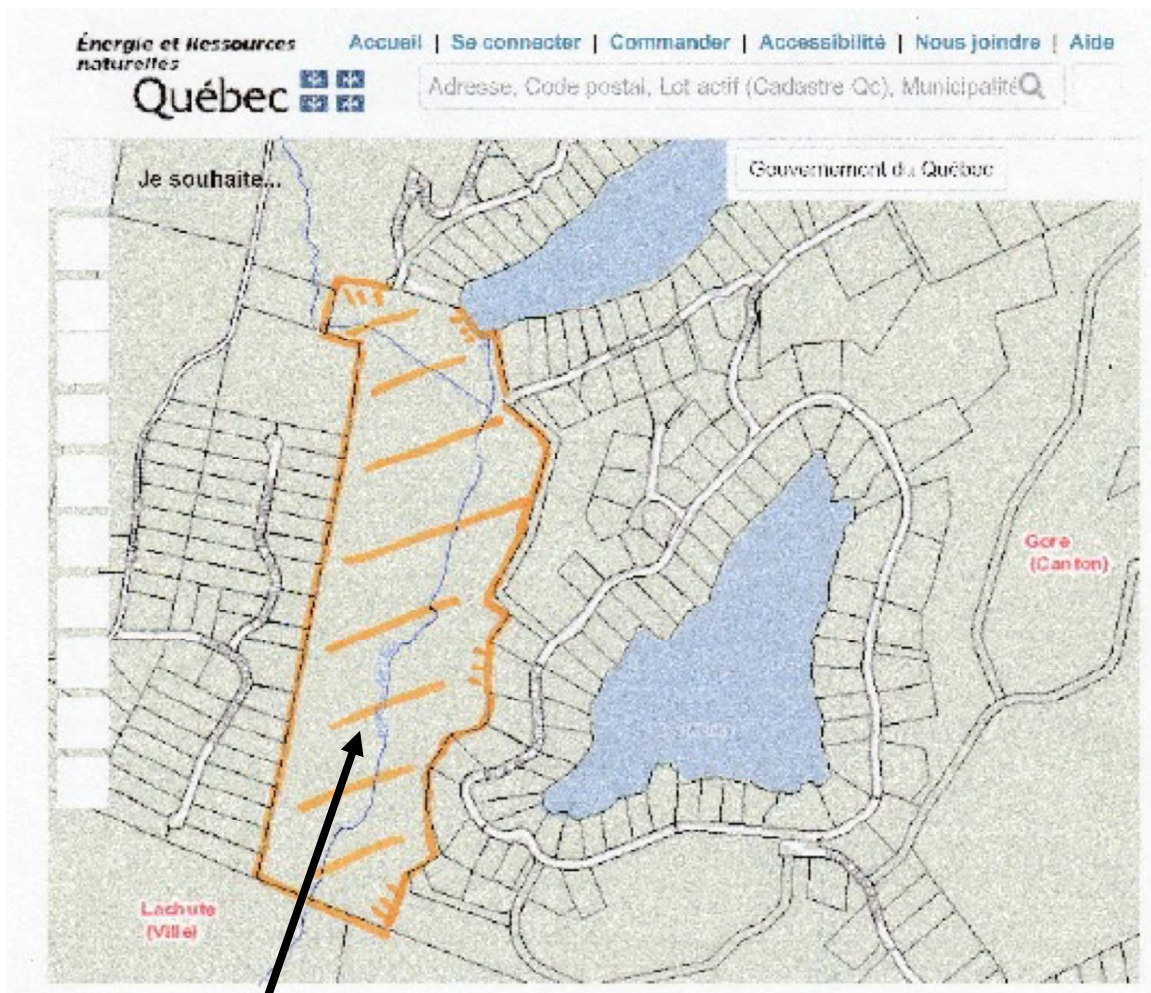 Énergie et Ressources
naturelles
Québec
Accueil | Se connecter | Commander | Accessibilité | Nous joindre | Aide
Adresse, Code postal, Lot actif (Cadastre Qc), Municipalité
Je souhaite...
Gouvernement du Québec
Gore
(Canton)
Lachute
(Ville)